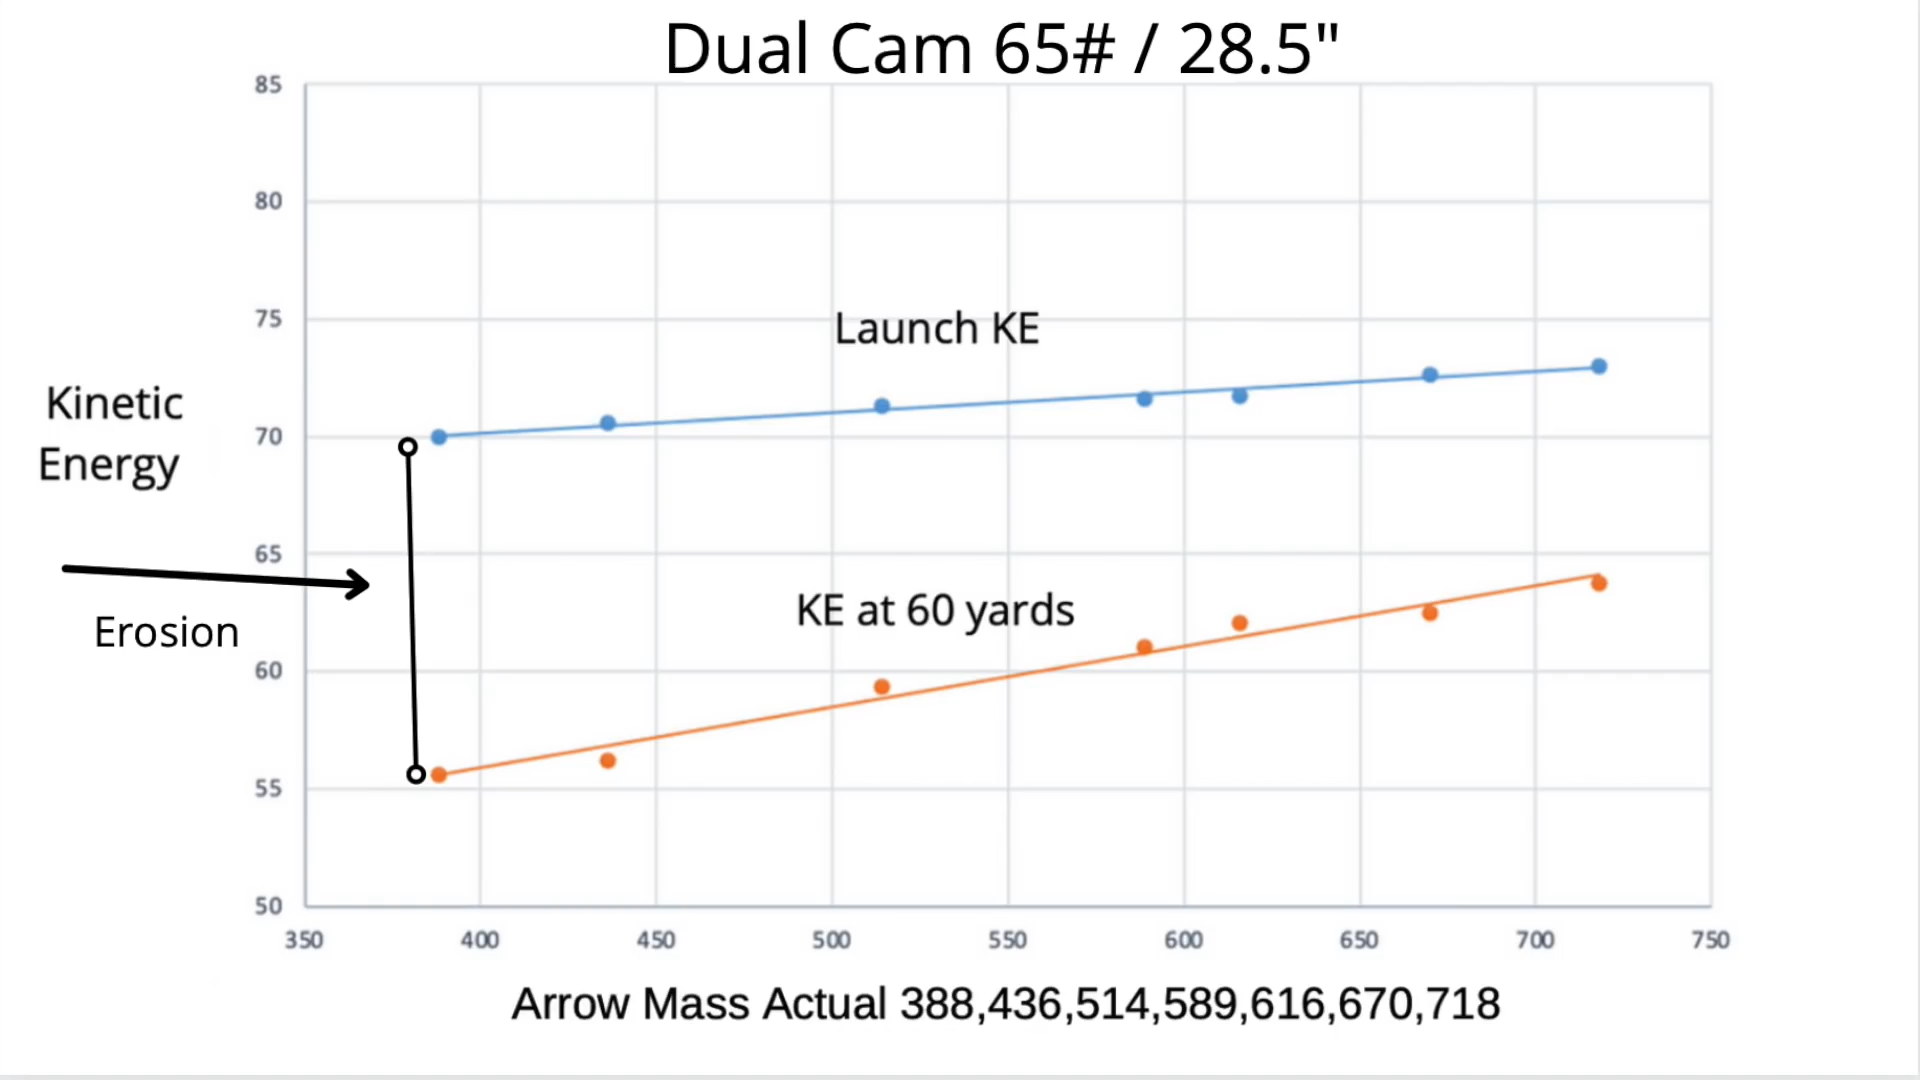 Dual Cam 65# / 28.5"
85
80
75
70
65
60
55
50
Launch KE
Kinetic
Energy
Erosion
KE at 60 yards
350 400 450 500 550 600 650 700 750
Arrow Mass Actual 388,436,514,589,616,670,718